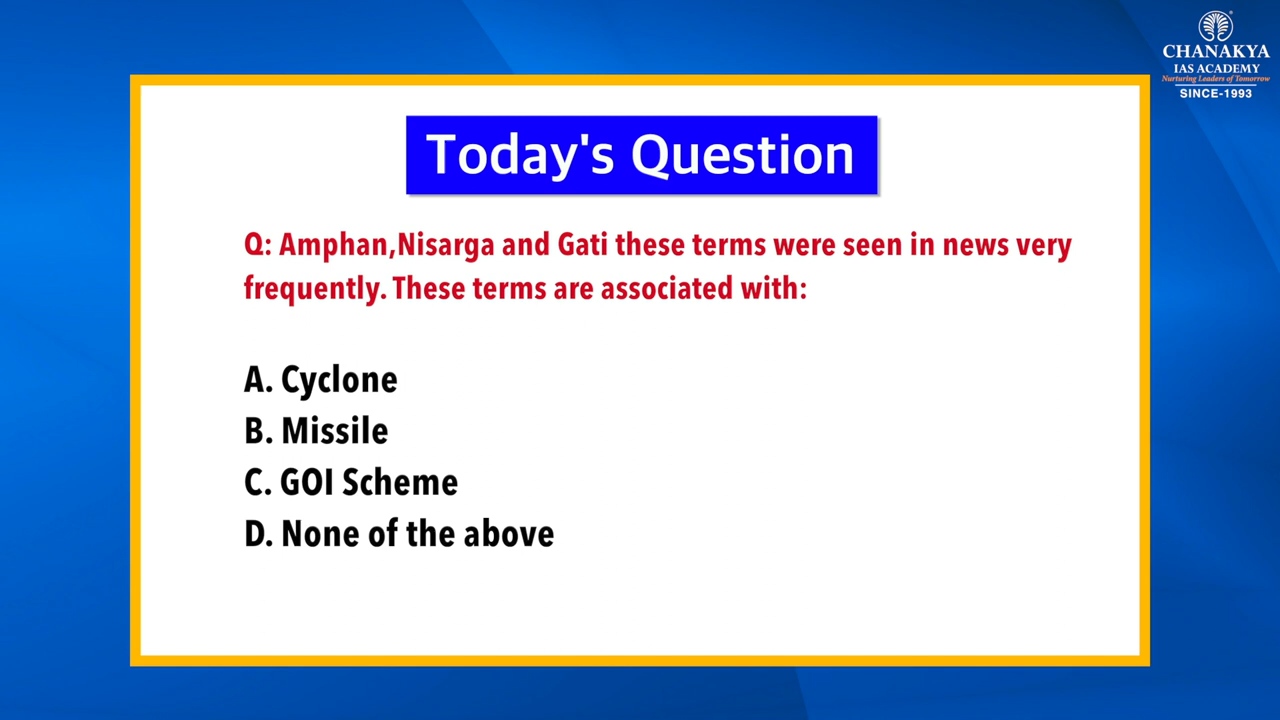 CHANAKYA
IAS ACADEMY
Nurturing Leaders of Tomorrow
SINCE-1993
Today's Question
Q: Amphan,Nisarga and Gati these terms were seen in news very
frequently. These terms are associated with:
A. Cyclone
B. Missile
C. GOI Scheme
D. None of the above